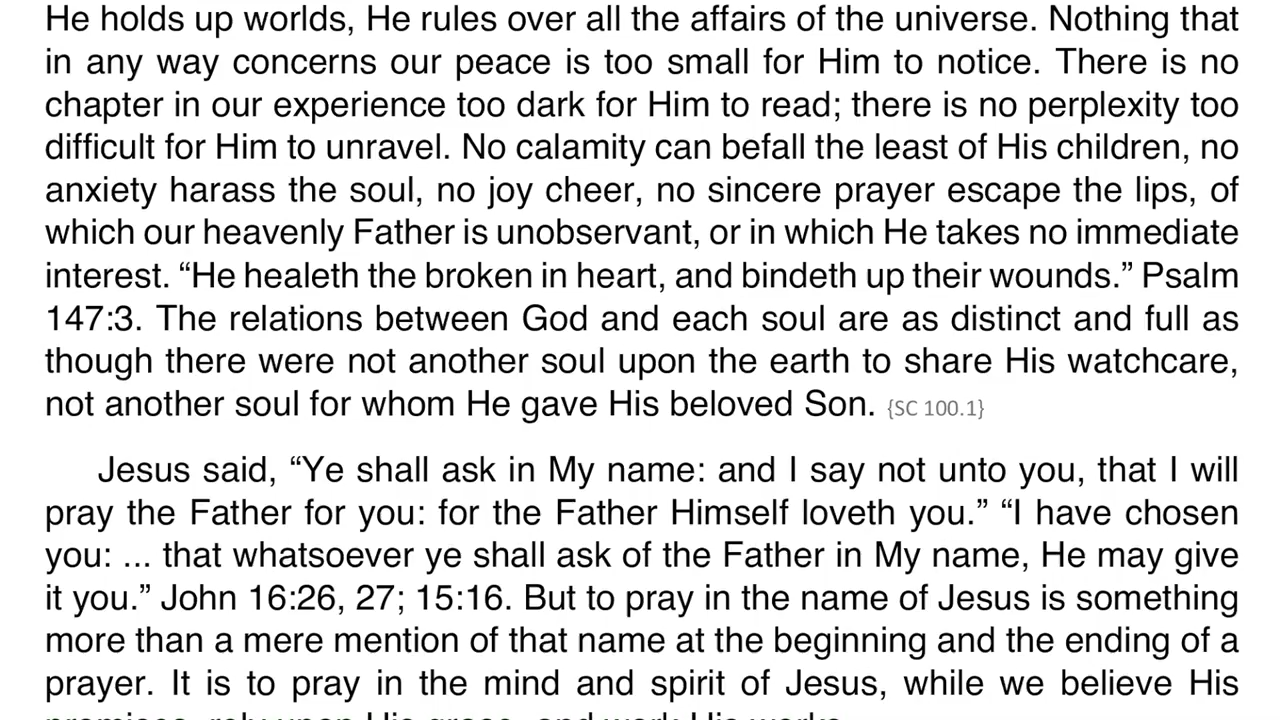 He holds up worlds, He rules over all the affairs of the universe. Nothing that
in any way concerns our peace is too small for Him to notice. There is no
chapter in our experience too dark for Him to read; there is no perplexity too
difficult for Him to unravel. No calamity can befall the least of His children, no
anxiety harass the soul, no joy cheer, no sincere prayer escape the lips, of
which our heavenly Father is unobservant, or in which He takes no immediate
interest. “He healeth the broken in heart, and bindeth up their wounds.” Psalm
147:3. The relations between God and each soul are as distinct and full as
though there were not another soul upon the earth to share His watchcare,
not another soul for whom He gave His beloved Son. {SC 100.1}
Jesus said, “Ye shall ask in My name: and I say not unto you, that I will
pray the Father for you: for the Father Himself loveth you.” “I have chosen
you: ... that whatsoever ye shall ask of the Father in My name, He may give
it you.” John 16:26, 27; 15:16. But to pray in the name of Jesus is something
more than a mere mention of that name at the beginning and the ending of a
prayer. It is to pray in the mind and spirit of Jesus, while we believe His
promises, rely upon His grace, and work His works.